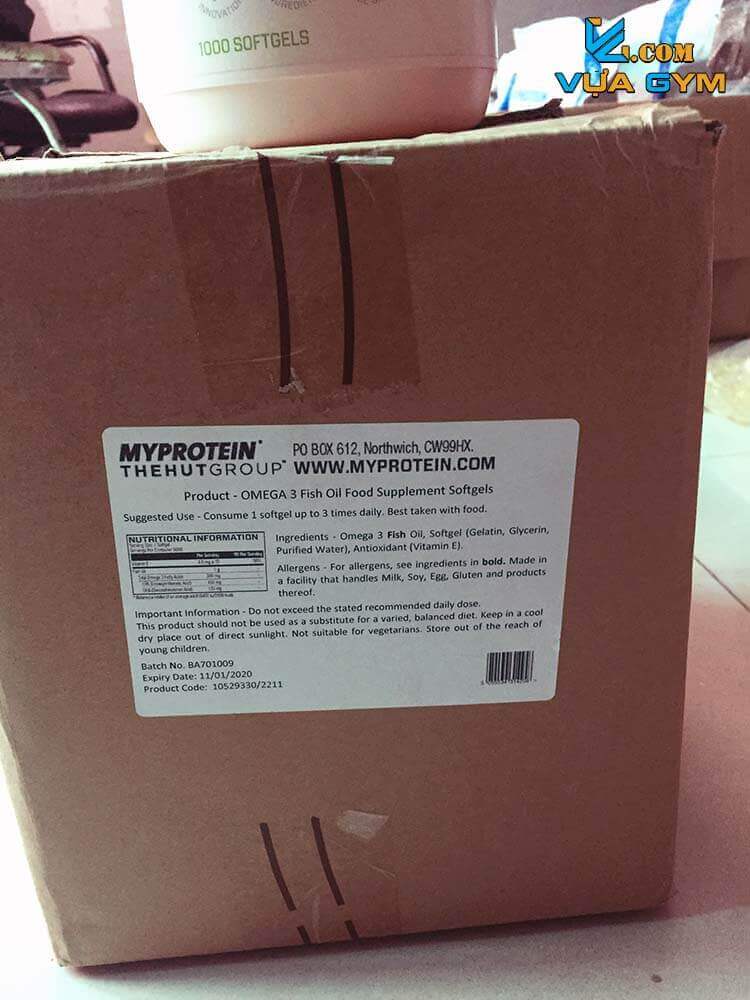 INNOVATION
1000 SOFTGELS
.COM
VỰA GYM
MYPROTEIN
THEHUTGROUP
PO BOX 612, Northwich, CW99HX.
WWW.MYPROTEIN.COM
Product - OMEGA 3 Fish Oil Food Supplement Softgels
Suggested Use - Consume 1 softgel up to 3 times daily. Best taken with food.
NUTRITIONAL INFORMATION
Per Serving
Ingredients - Omega 3 Fish Oil, Softgel (Gelatin, Glycerin,
Purified Water), Antioxidant (Vitamin E).
Allergens - For allergens, see ingredients in bold. Made in
a facility that handles Milk, Soy, Egg, Gluten and products
thereof.
Important Information - Do not exceed the stated recommended daily dose.
This product should not be used as a substitute for a varied, balanced diet. Keep in a cool
dry place out of direct sunlight. Not suitable for vegetarians. Store out of the reach of
young children.
Batch No. BA701009
Expiry Date: 11/01/2020
Product Code: 10529330/2211